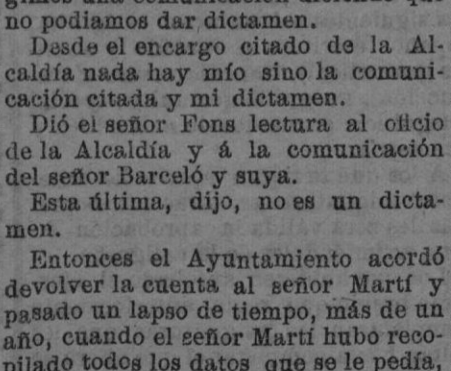 no podiamos dar dictamen.
Desde el encargo citado de la Al-
caldía nada hay mío sino la comuni-
cación citada y mi dictamen.
Dió el señor Fons lectura al oficio
de la Alcaldía y á la comunicación
del señor Barceló y suya.
Esta última, dijo, no es un dicta-
men.
Entonces el Ayuntamiento acordó
devolver la cuenta al señor Martí y
pasado un lapso de tiempo, más de un
año, cuando el señor Martí hubo reco-
pilado todos los datos que se le pedía,